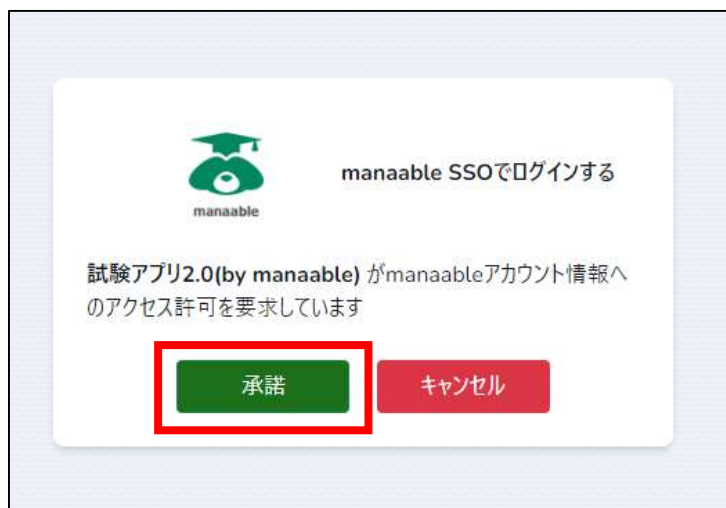 manaable
manaable SSOでログインする
試験アプリ2.0(by manaable) がmanaableアカウント情報へ
のアクセス許可を要求しています
承諾
キャンセル